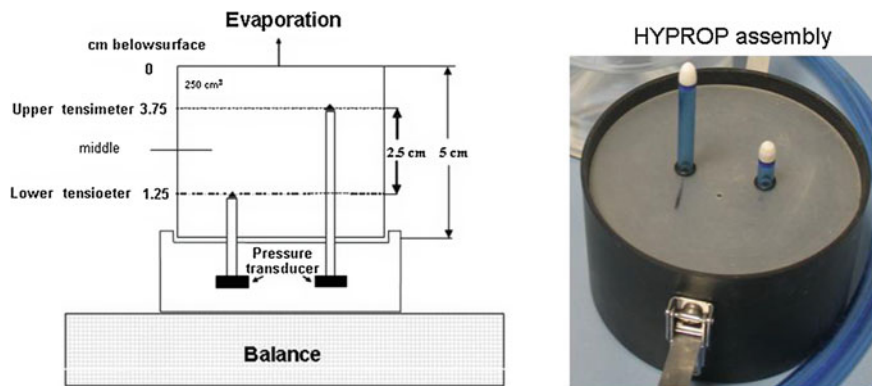 Evaporation
cm belowsurface
0
250 cm³
Upper tensimeter 3.75
middle
2.5 cm
5 cm
Lower tensioeter 1.25
Pressure
transducer
Balance
HYPROP assembly